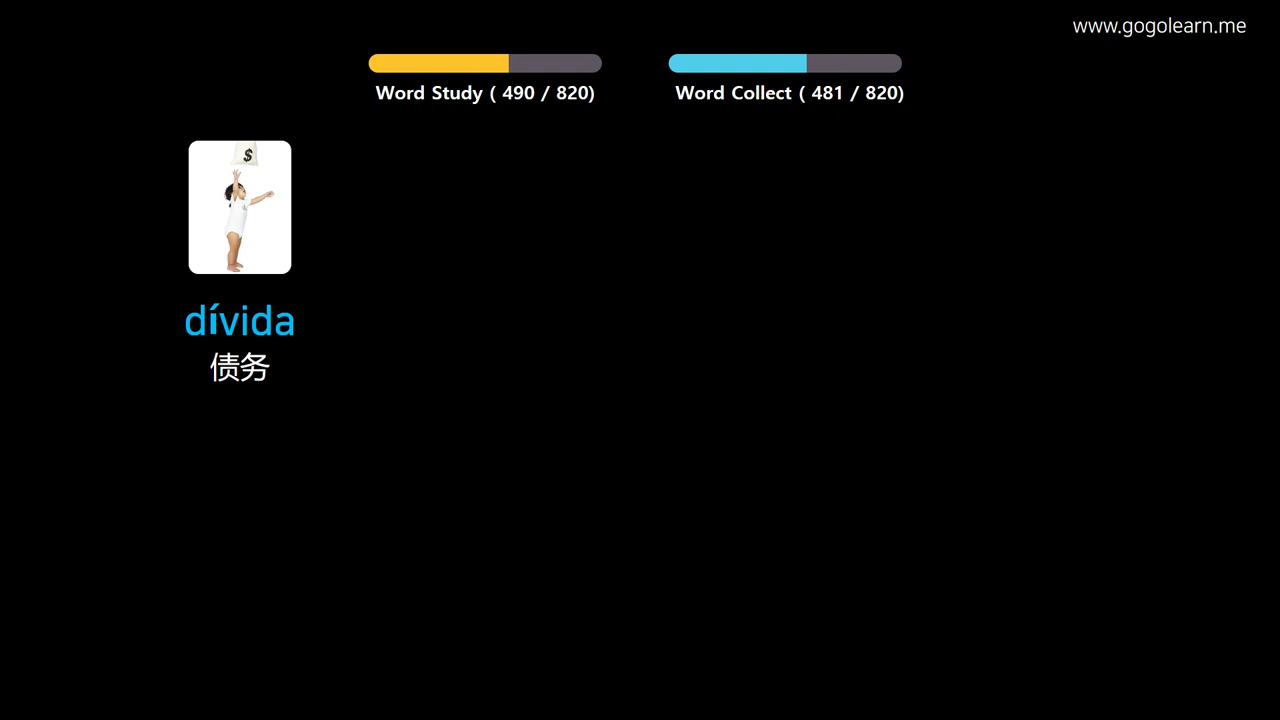 www.gogolearn.me
Word Study ( 490 / 820)
Word Collect ( 481 / 820)
$
dívida
债务